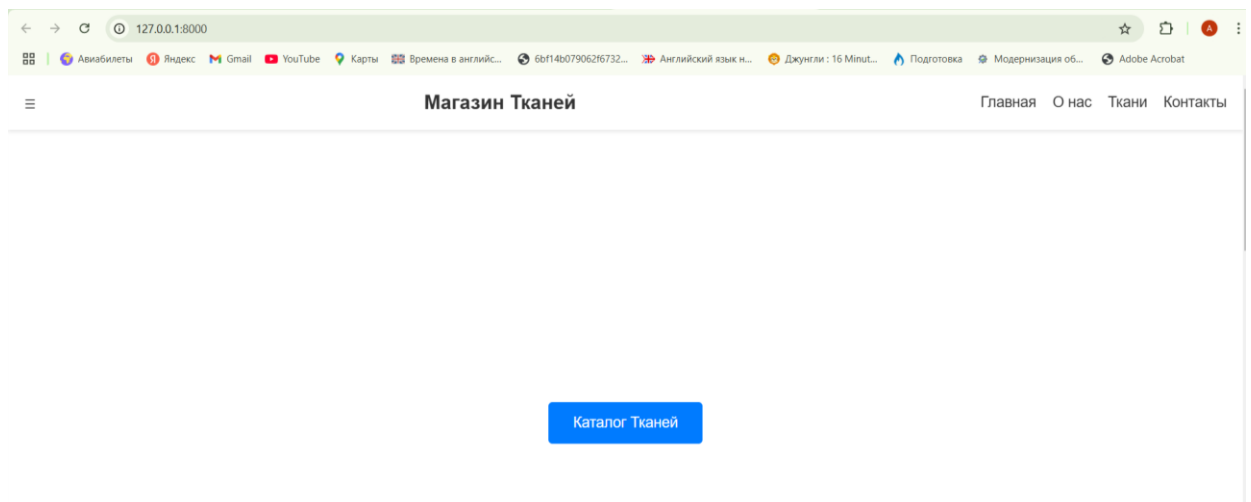 127.0.0.1:8000
Авиабилеты Яндекс Gmail YouTube Карты Времена в английс... 6bf14b079062f6732... Английский язык н... Джунгли : 16 Minut... Подготовка Модернизация об... Adobe Acrobat
Магазин Тканей Главная О нас Ткани Контакты
Каталог Тканей